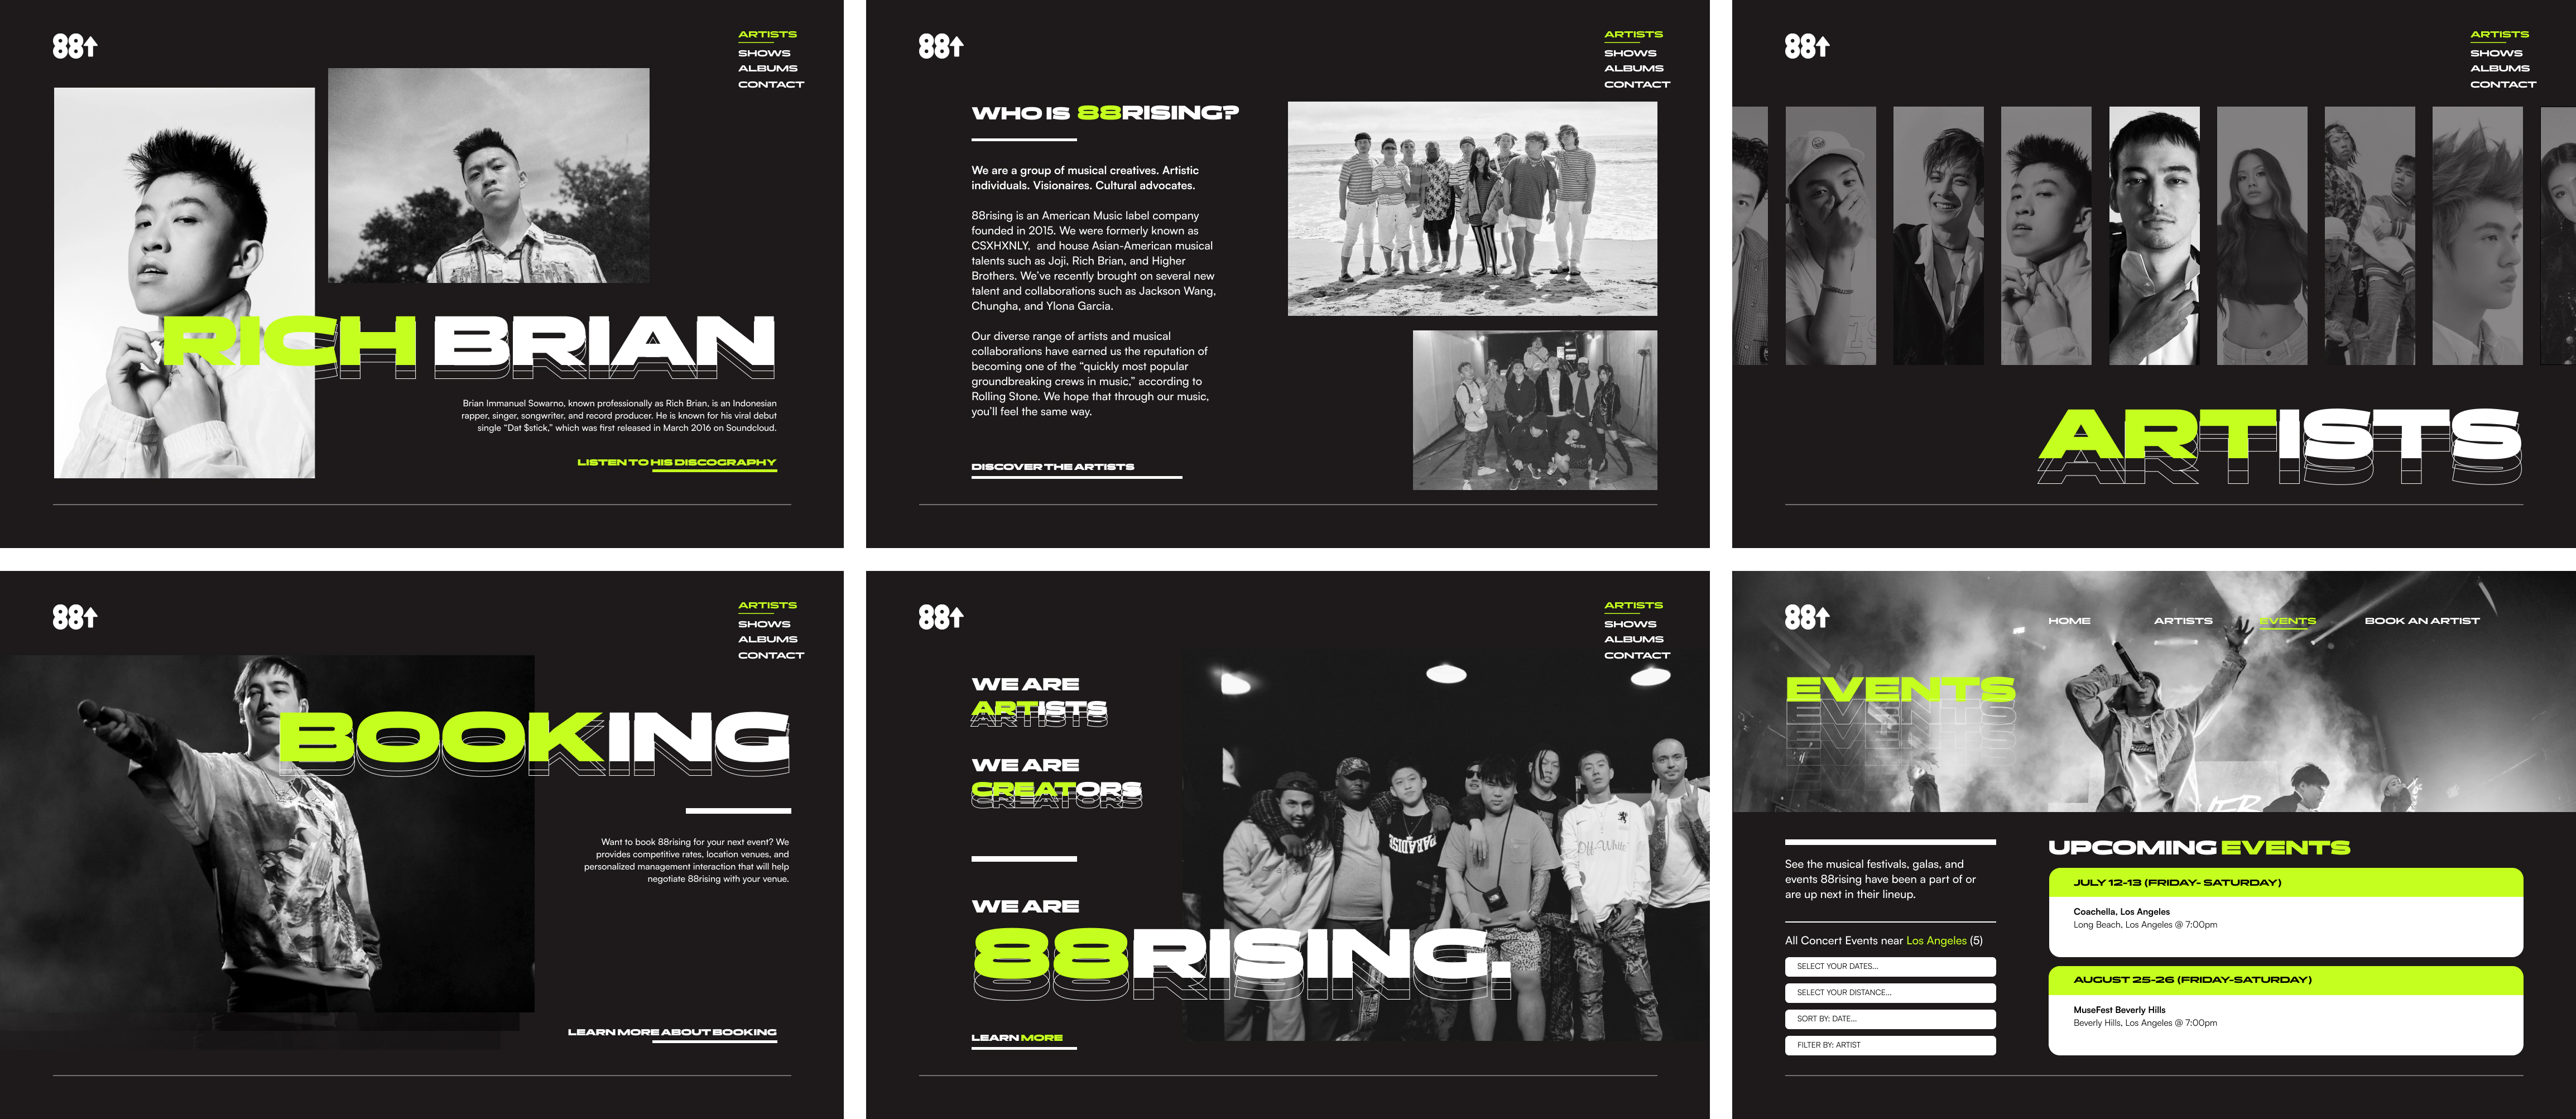 88↑
ARTISTS
SHOWS
ALBUMS
CONTACT
RICH BRIAN
Brian Immanuel Sowarno, known professionally as Rich Brian, is an Indonesian
rapper, singer, songwriter, and record producer. He is known for his viral debut
single “Dat $stick,” which was first released in March 2016 on Soundcloud.
LISTEN TO HIS DISCOGRAPHY
88↑
ARTISTS
SHOWS
ALBUMS
CONTACT
WHO IS 88RISING?
We are a group of musical creatives. Artistic
individuals. Visionaires. Cultural advocates.
88rising is an American Music label company
founded in 2015. We were formerly known as
CSXHXNLY, and house Asian-American musical
talents such as Joji, Rich Brian, and Higher
Brothers. We’ve recently brought on several new
talent and collaborations such as Jackson Wang,
Chungha, and Ylona Garcia.
Our diverse range of artists and musical
collaborations have earned us the reputation of
becoming one of the “quickly most popular
groundbreaking crews in music,” according to
Rolling Stone. We hope that through our music,
you’ll feel the same way.
DISCOVER THE ARTISTS
88↑
ARTISTS
SHOWS
ALBUMS
CONTACT
ARTISTS
88↑
ARTISTS
SHOWS
ALBUMS
CONTACT
BOOKING
Want to book 88rising for your next event? We
provides competitive rates, location venues, and
personalized management interaction that will help
negotiate 88rising with your venue.
LEARN MORE ABOUT BOOKING
88↑
ARTISTS
SHOWS
ALBUMS
CONTACT
WE ARE
ARTISTS
WE ARE
CREATORS
WE ARE
88RISING.
PARADISE
Off-White
LEARN MORE
88↑
HOME
ARTISTS
EVENTS
BOOK AN ARTIST
EVENTS
See the musical festivals, galas, and
events 88rising have been a part of or
are up next in their lineup.
All Concert Events near Los Angeles (5)
SELECT YOUR DATES...
SELECT YOUR DISTANCE...
SORT BY: DATE...
FILTER BY: ARTIST
UPCOMING EVENTS
JULY 12-13 (FRIDAY- SATURDAY)
Coachella, Los Angeles
Long Beach, Los Angeles @ 7:00pm
AUGUST 25-26 (FRIDAY-SATURDAY)
MuseFest Beverly Hills
Beverly Hills, Los Angeles @ 7:00pm